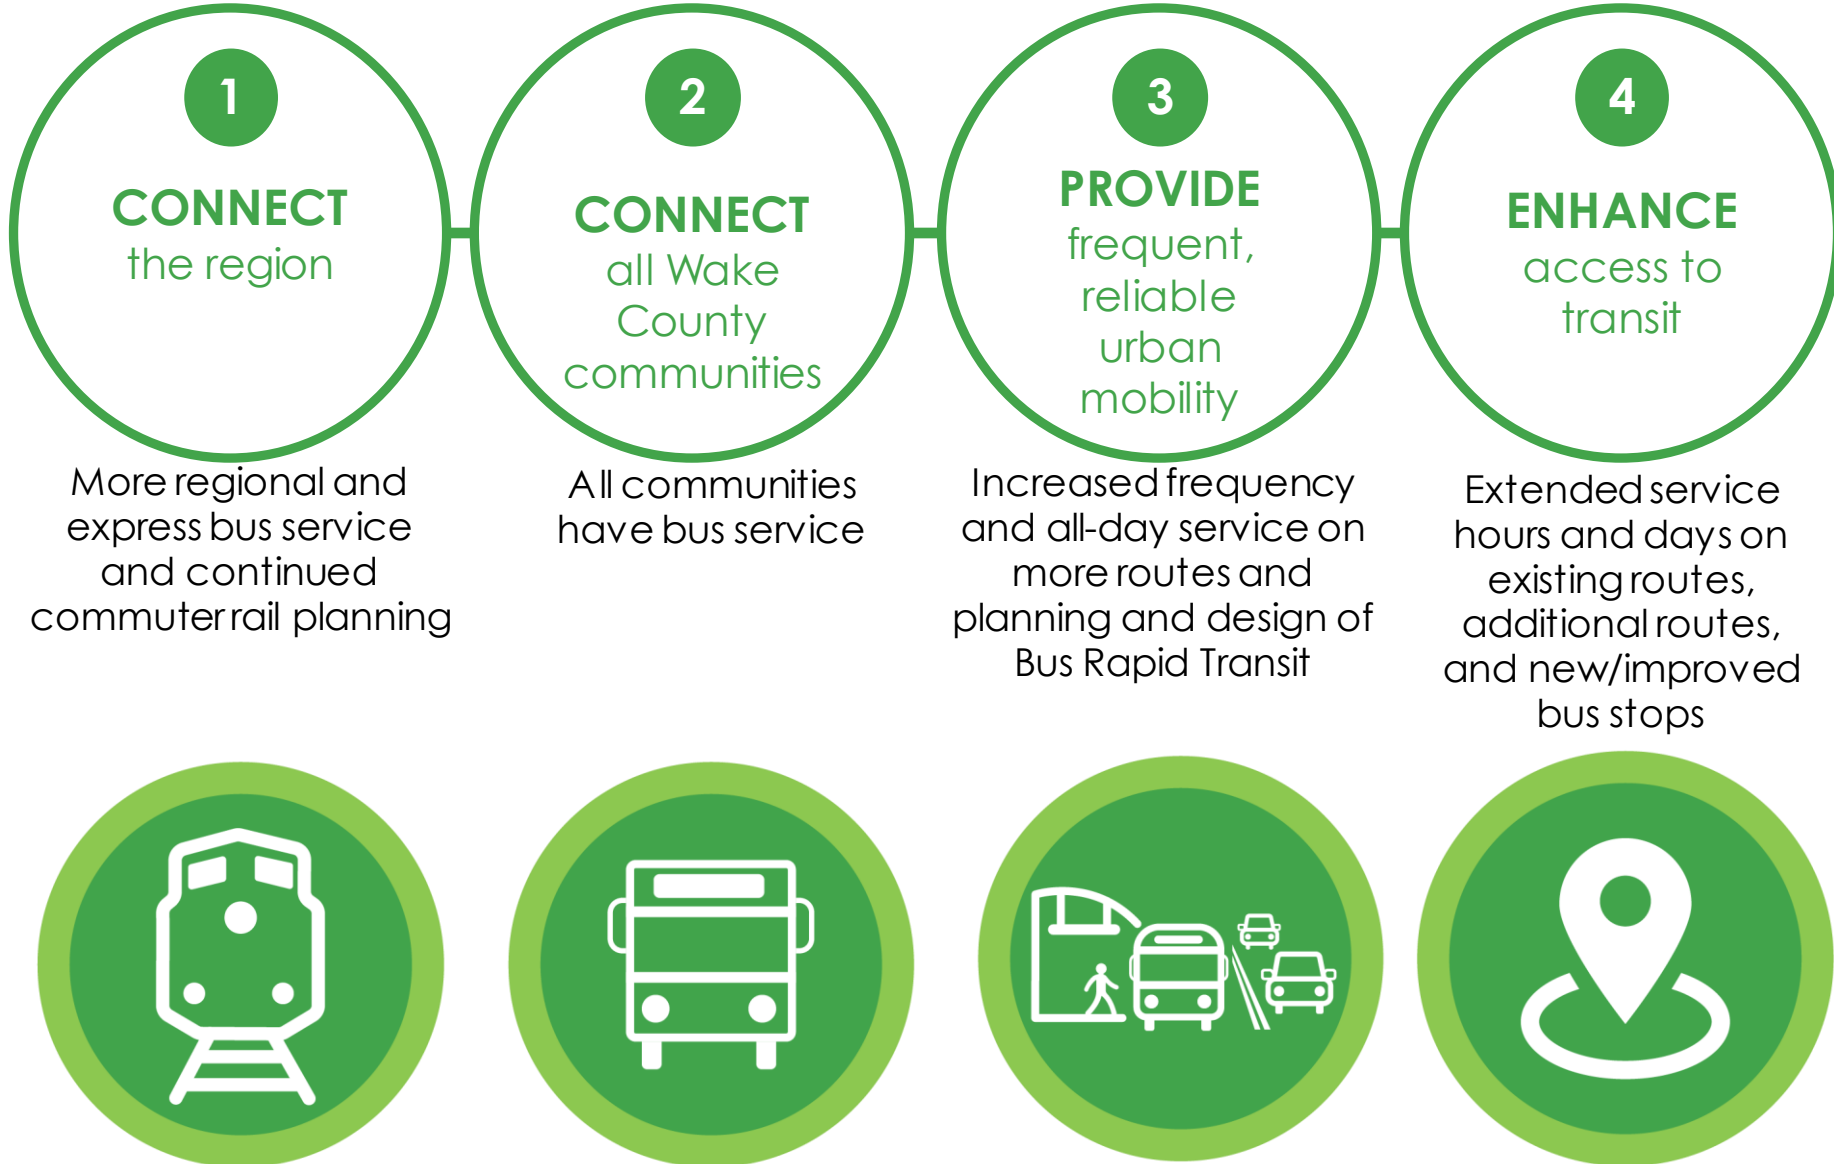 1
CONNECT
the region
More regional and
express bus service
and continued
commuter rail planning
2
CONNECT
all Wake
County
communities
All communities
have bus service
3
PROVIDE
frequent,
reliable
urban
mobility
Increased frequency
and all-day service on
more routes and
planning and design of
Bus Rapid Transit
4
ENHANCE
access to
transit
Extended service
hours and days on
existing routes,
additional routes,
and new/improved
bus stops